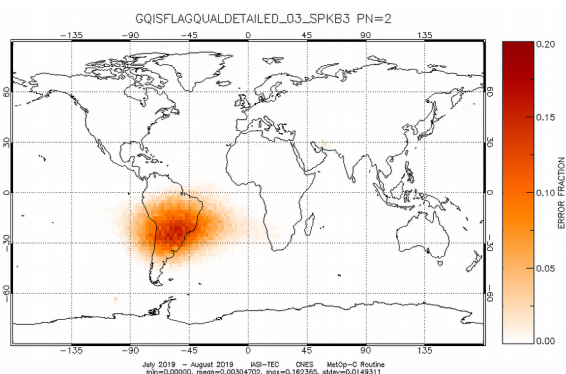 GQISFLAGQUALDETAILED_03_SPKB3 PN=2
-135 -90 -45 0 45 90 135
60 60
30 30
0 0
-30 -30
-60 -60
-135 -90 -45 0 45 90 135
0.20
0.15
0.10
0.05
0.00
ERROR FRACTION
July 2019 - August 2019 IASI-TEC CNES MetOp-C Routine
min=0.00000, mean=0.00304702, max=0.162365, stdev=0.0149311